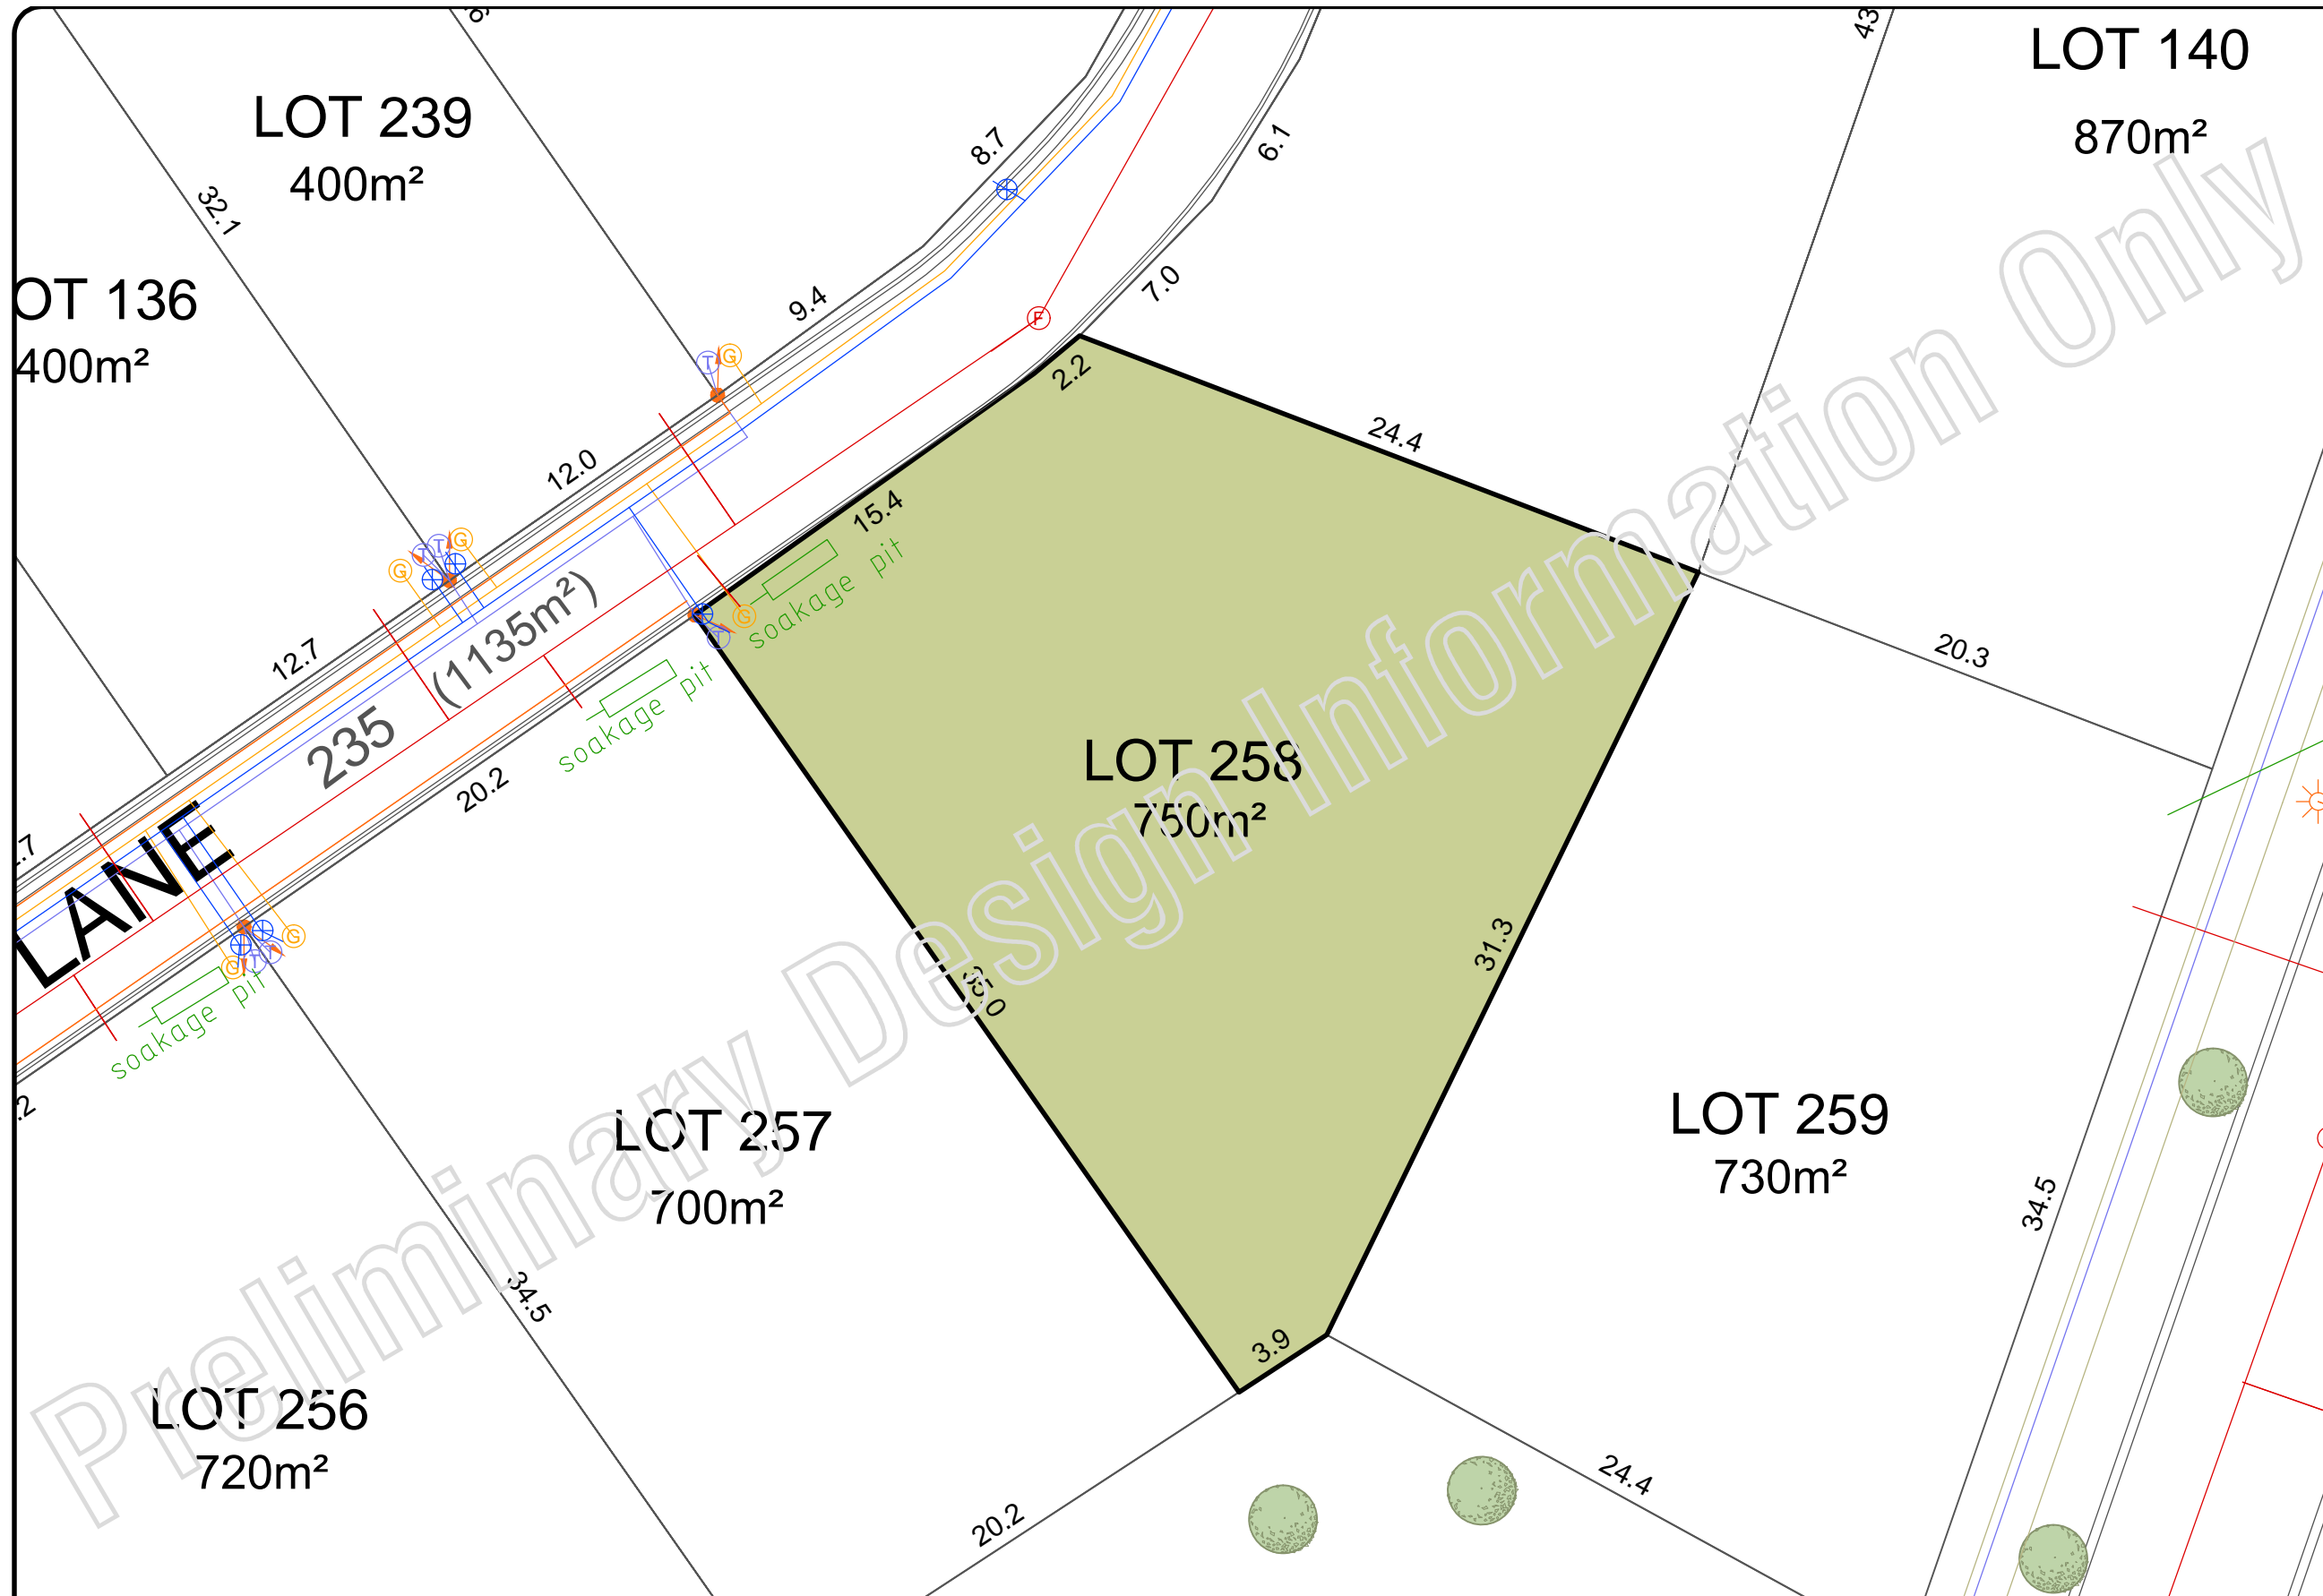 LOT 140
870m²
43
LOT 239
400m²
32.1
8.7
6.1
OT 136
400m²
9.4
7.0
F
T
G
2.2
24.4
12.0
15.4
soakage pit
G
T
T
G
12.7
235 (1135m²)
G
T
soakage pit
20.2
20.3
LOT 258
750m²
LANE
.7
G
G
T
T
soakage pit
.2
35.0
31.3
LOT 257
700m²
LOT 259
730m²
34.5
34.5
3.9
LOT 256
720m²
20.2
24.4
Preliminary Design Information Only